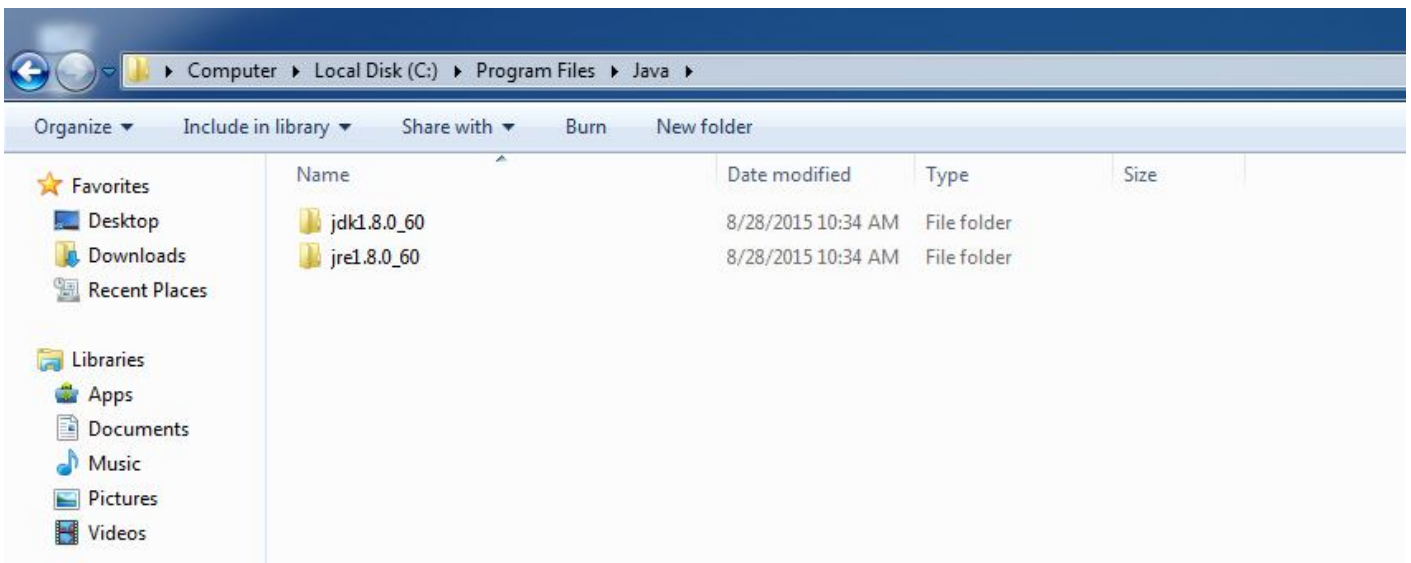 Computer Local Disk (C:) Program Files Java
Organize Include in library Share with Burn New folder
Favorites
Desktop
Downloads
Recent Places
Libraries
Apps
Documents
Music
Pictures
Videos
Name Date modified Type Size
jdk1.8.0_60 8/28/2015 10:34 AM File folder
jre1.8.0_60 8/28/2015 10:34 AM File folder